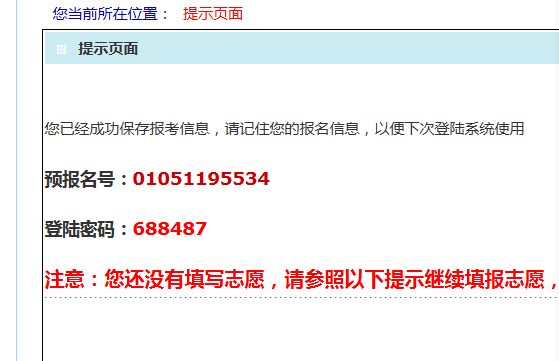 您当前所在位置： 提示页面
提示页面
您已经成功保存报考信息，请记住您的报名信息，以便下次登陆系统使用
预报名号：01051195534
登陆密码：688487
注意：您还没有填写志愿，请参照以下提示继续填报志愿，